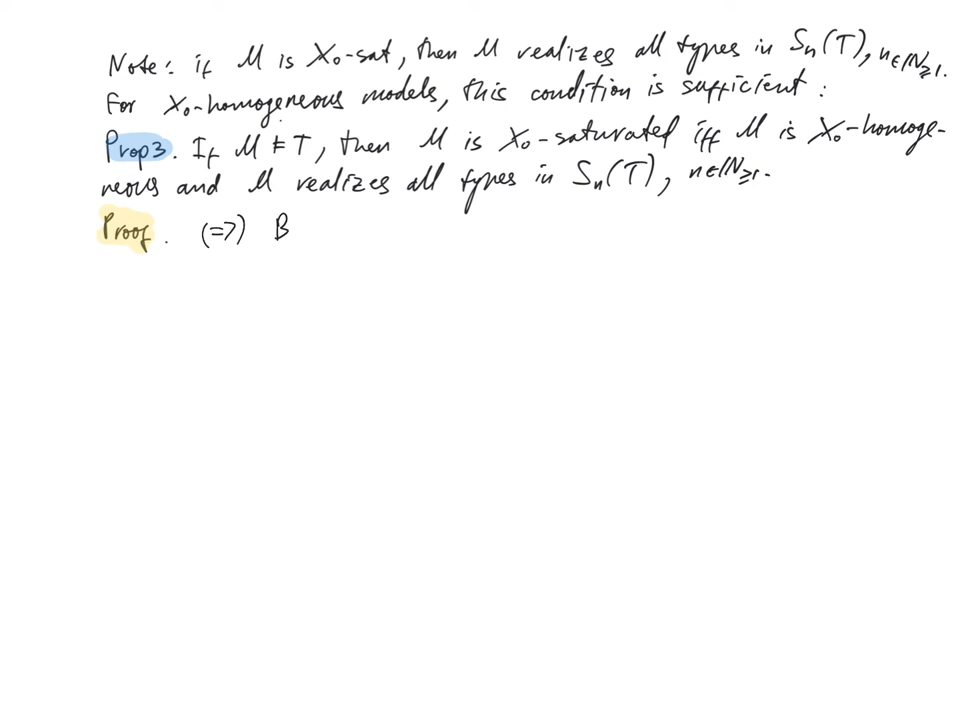 Note: if M is ℵ₀-sat, then M realizes all types in Sₙ(T), n∈ℕ≥1.
For ℵ₀-homogeneous models, this condition is sufficient:
Prop 3. If M ⊨ T, then M is ℵ₀-saturated iff M is ℵ₀-homoge-
neous and M realizes all types in Sₙ(T), n∈ℕ≥1.
Proof. (=>) B